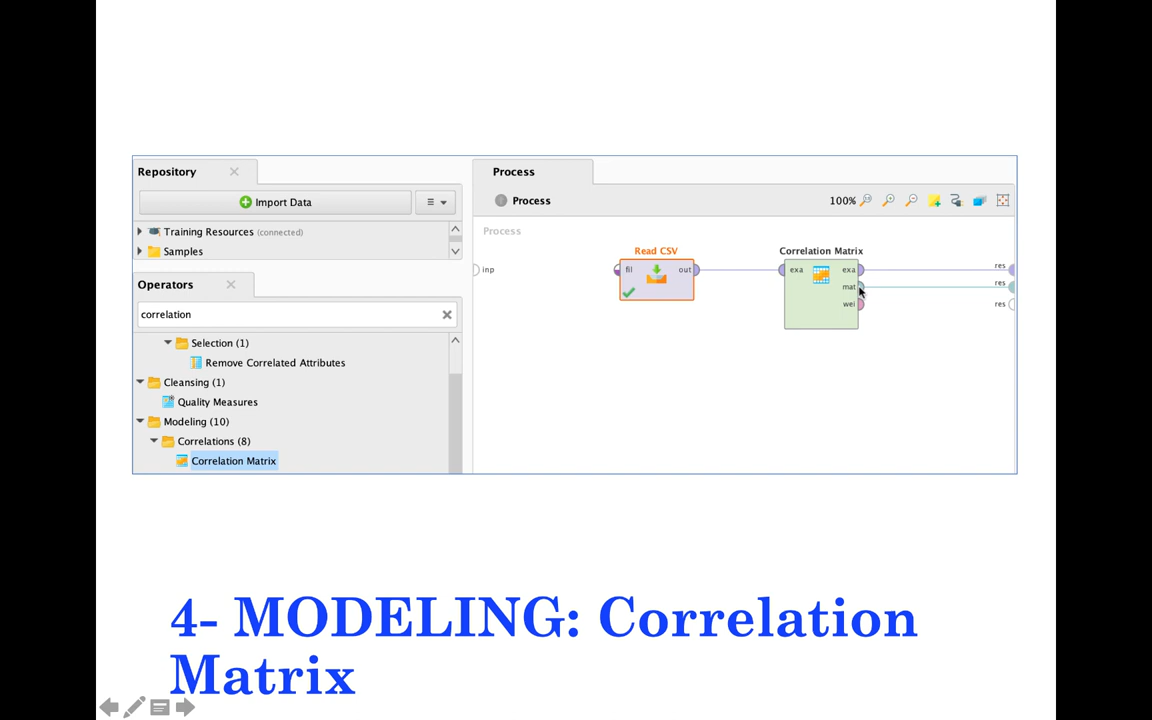 Repository
Import Data
Training Resources (connected)
Samples
Operators
correlation
Selection (1)
Remove Correlated Attributes
Cleansing (1)
Quality Measures
Modeling (10)
Correlations (8)
Correlation Matrix
Process
Process
100%
Process
inp
Read CSV
fil out
Correlation Matrix
exa exa
mat
wei
res
res
res
4- MODELING: Correlation
Matrix